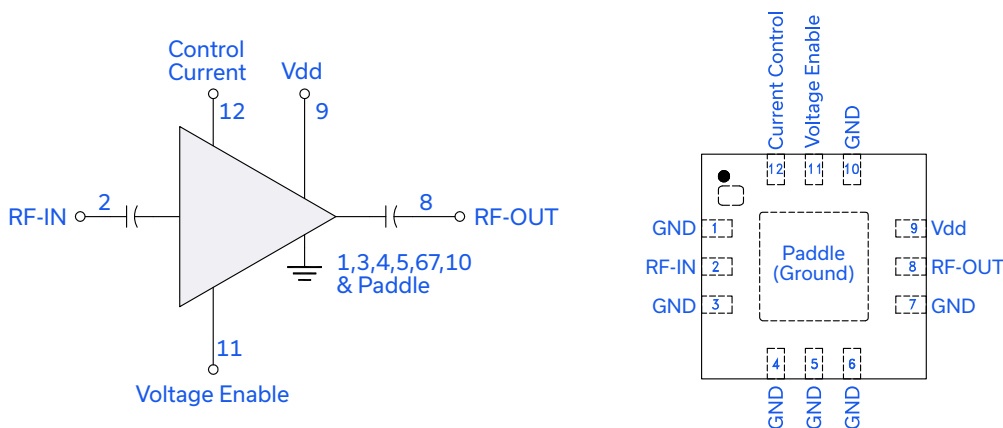 Control
Current
Vdd
12
9
RF-IN
2
8
RF-OUT
1,3,4,5,67,10
& Paddle
11
Voltage Enable
Current Control
Voltage Enable
GND
12
11
10
GND
1
9
Vdd
RF-IN
2
Paddle
(Ground)
8
RF-OUT
GND
3
7
GND
4
5
6
GND
GND
GND